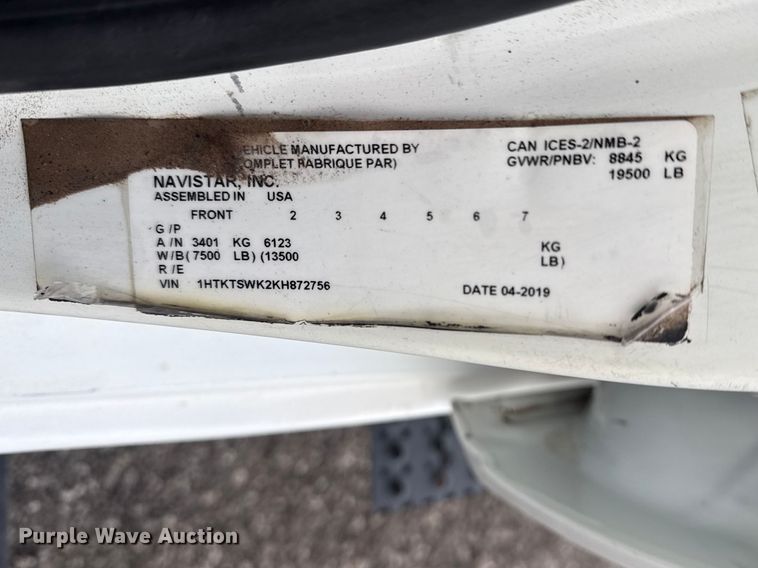 EHICLE MANUFACTURED BY
OMPLET FABRIQUE PAR)
NAVISTAR, INC.
ASSEMBLED IN USA
CAN ICES-2/NMB-2
GVWR/PNBV: 8845 KG
19500 LB
FRONT 2 3 4 5 6 7
G /P
A /N 3401 KG 6123 KG
W/B( 7500 LB) (13500 LB)
R /E
VIN 1HTKTSWK2KH872756 DATE 04-2019
Purple Wave Auction